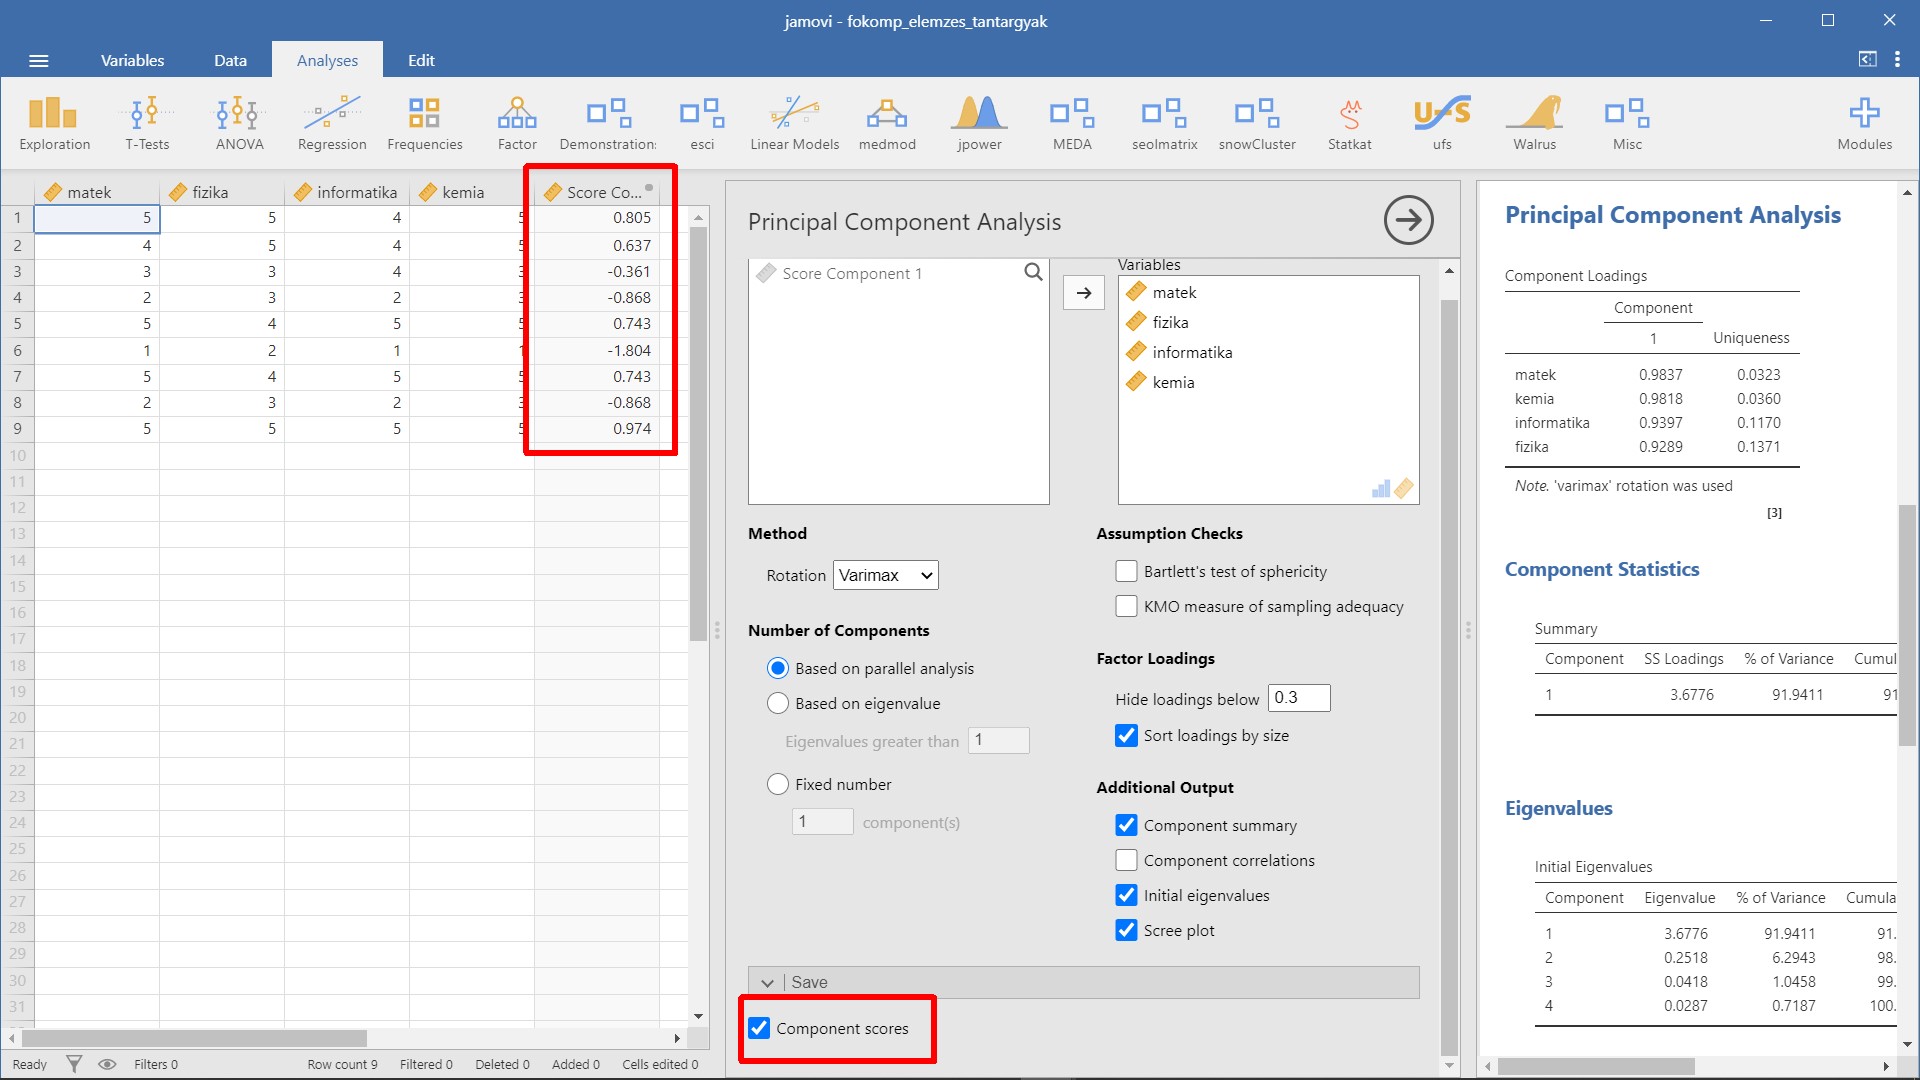 jamovi - fokomp_elemzes_tantargyak
Variables Data Analyses Edit
Exploration T-Tests ANOVA Regression Frequencies Factor Demonstrations esci Linear Models medmod jpower MEDA seolmatrix snowCluster Statkat ufs Walrus Misc Modules
matek fizika informatika kemia Score Co...
1 5 5 4 5 0.805
2 4 5 4 5 0.637
3 3 3 4 3 -0.361
4 2 3 2 3 -0.868
5 5 4 5 5 0.743
6 1 2 1 1 -1.804
7 5 4 5 5 0.743
8 2 3 2 3 -0.868
9 5 5 5 5 0.974
10
11
12
13
14
15
16
17
18
19
20
21
22
23
24
25
26
27
28
29
30
31
Ready Filters 0 Row count 9 Filtered 0 Deleted 0 Added 0 Cells edited 0
Principal Component Analysis
Score Component 1
Variables
matek
fizika
informatika
kemia
Method
Rotation Varimax
Number of Components
Based on parallel analysis
Based on eigenvalue
Eigenvalues greater than 1
Fixed number
1 component(s)
Assumption Checks
Bartlett's test of sphericity
KMO measure of sampling adequacy
Factor Loadings
Hide loadings below 0.3
Sort loadings by size
Additional Output
Component summary
Component correlations
Initial eigenvalues
Scree plot
Save
Component scores
Principal Component Analysis
Component Loadings
Component
1 Uniqueness
matek 0.9837 0.0323
kemia 0.9818 0.0360
informatika 0.9397 0.1170
fizika 0.9289 0.1371
Note. 'varimax' rotation was used
[3]
Component Statistics
Summary
Component SS Loadings % of Variance Cumul
1 3.6776 91.9411 91
Eigenvalues
Initial Eigenvalues
Component Eigenvalue % of Variance Cumula
1 3.6776 91.9411 91.
2 0.2518 6.2943 98.
3 0.0418 1.0458 99.
4 0.0287 0.7187 100.